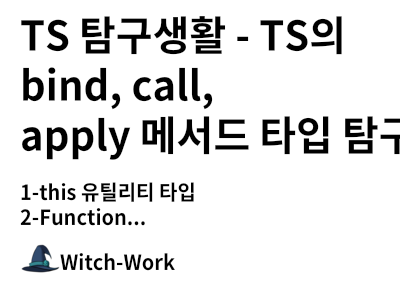 TS 탐구생활 - TS의
bind, call,
apply 메서드 타입 탐구
1-this 유틸리티 타입
2-Function...
Witch-Work